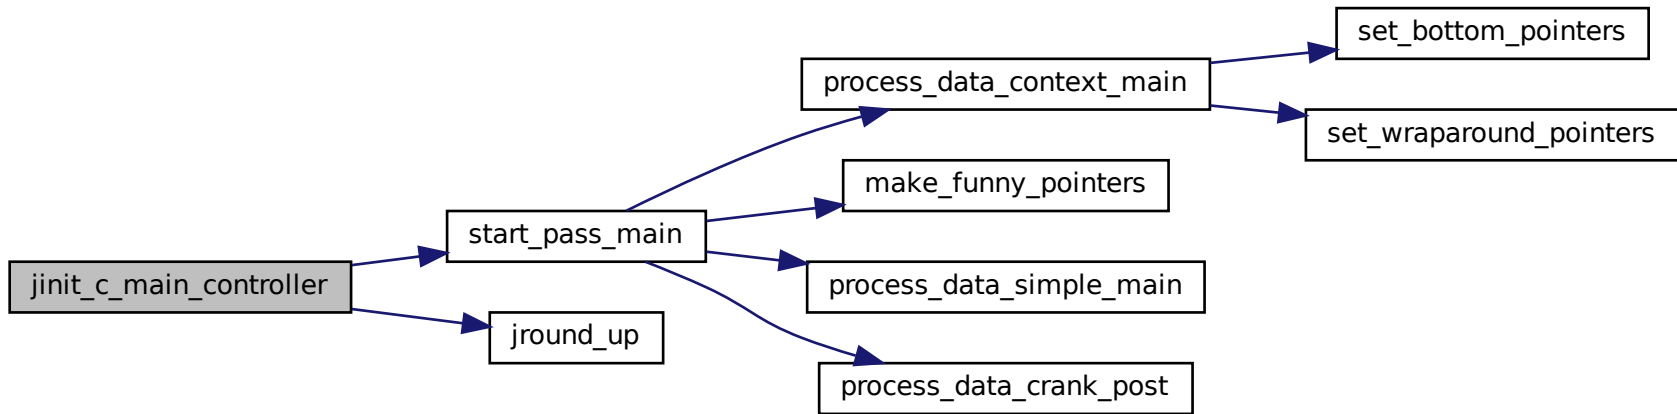 set_bottom_pointers
process_data_context_main
set_wraparound_pointers
make_funny_pointers
start_pass_main
jinit_c_main_controller
process_data_simple_main
jround_up
process_data_crank_post